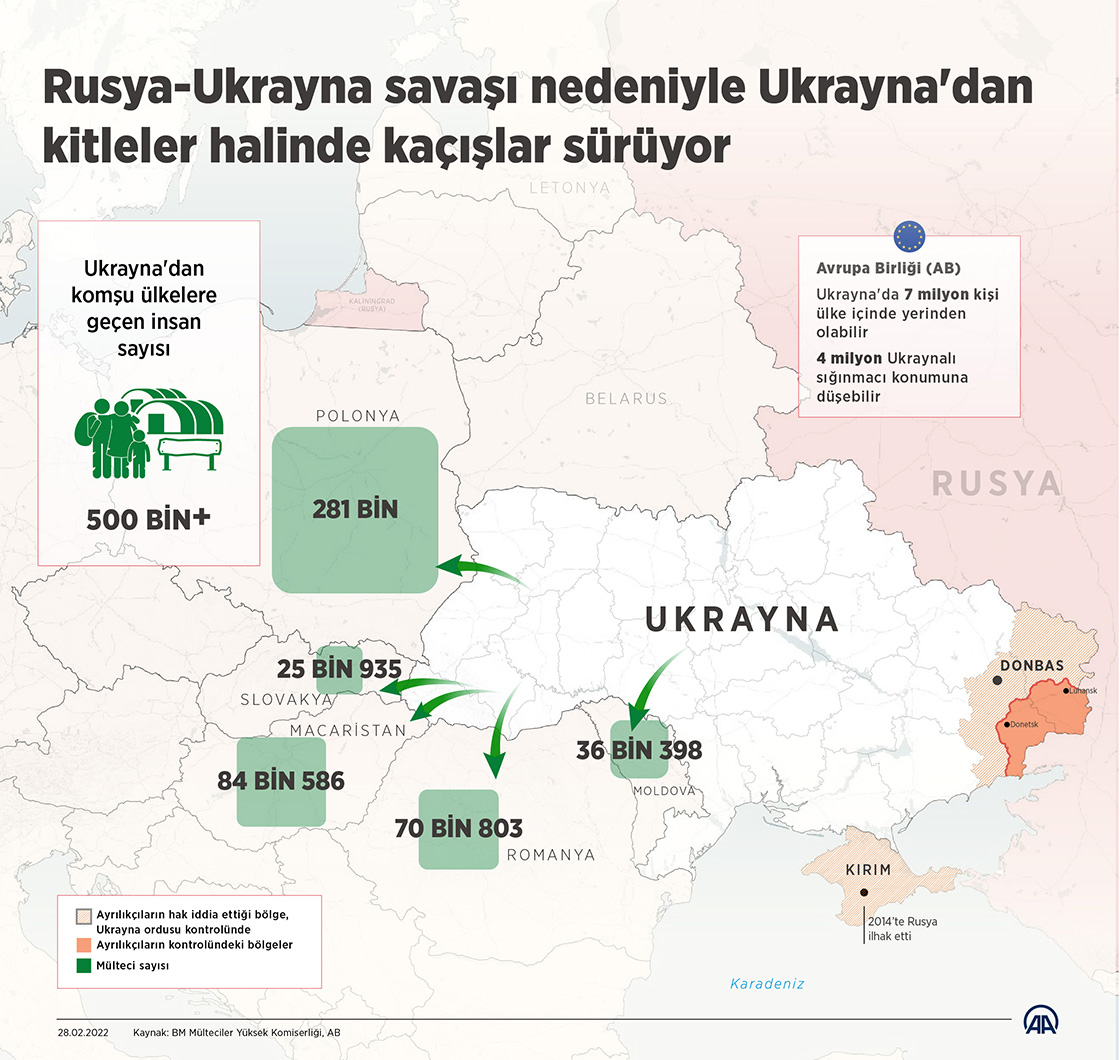 Rusya-Ukrayna savaşı nedeniyle Ukrayna'dan
kitleler halinde kaçışlar sürüyor
LETONYA
Ukrayna'dan
komşu ülkelere
geçen insan
sayısı
500 BİN+
KALININGRAD
(RUSYA)
Avrupa Birliği (AB)
Ukrayna'da 7 milyon kişi
ülke içinde yerinden
olabilir
4 milyon Ukraynalı
sığınmacı konumuna
düşebilir
BELARUS
POLONYA
281 BİN
RUSYA
UKRAYNA
25 BİN 935
SLOVAKYA
MACARİSTAN
84 BİN 586
70 BİN 803
ROMANYA
36 BİN 398
MOLDOVA
DONBAS
Luhansk
Donetsk
KIRIM
2014'te Rusya
ilhak etti
Karadeniz
Ayrılıkçıların hak iddia ettiği bölge,
Ukrayna ordusu kontrolünde
Ayrılıkçıların kontrolündeki bölgeler
Mülteci sayısı
28.02.2022 Kaynak: BM Mülteciler Yüksek Komiserliği, AB
AA